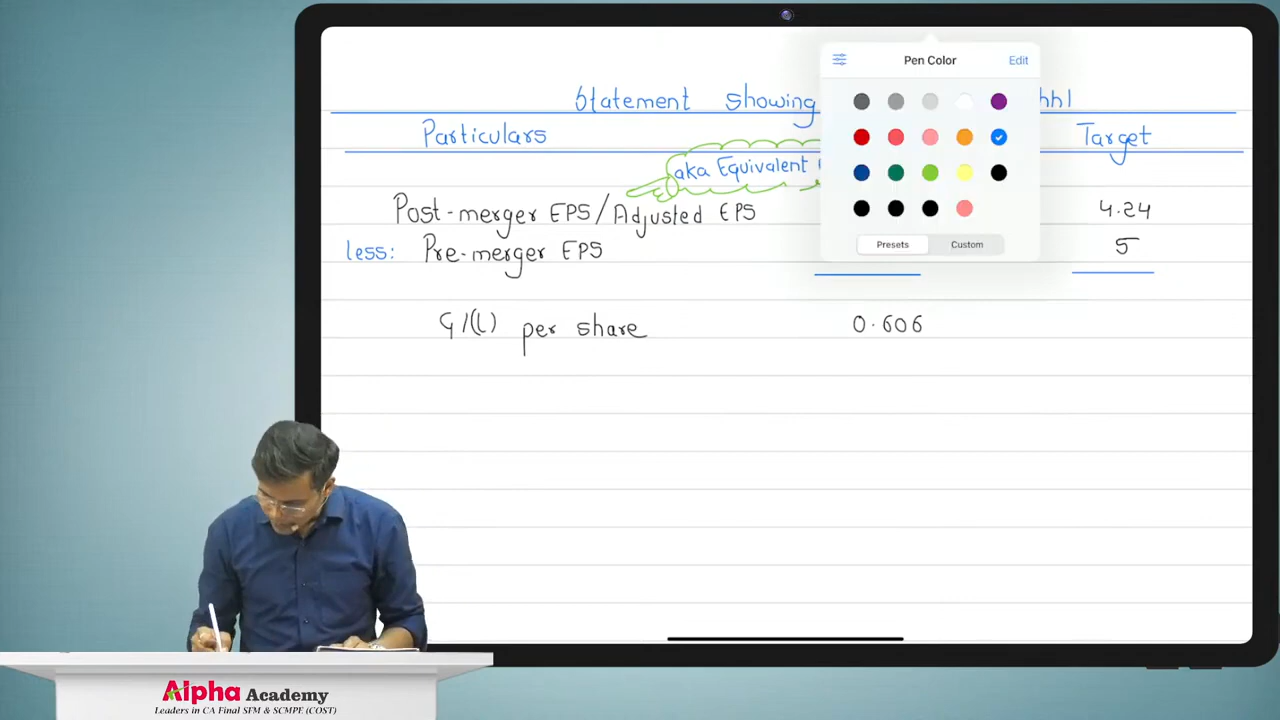 Pen Color
Edit
Statement showing
Particulars
Target
aka Equivalent
Post-merger EPS/Adjusted EPS
4.24
less: Pre-merger EPS
5
Presets
Custom
G/(L) per share
0.606
Alpha Academy
Leaders in CA Final SFM & SCMPE (COST)